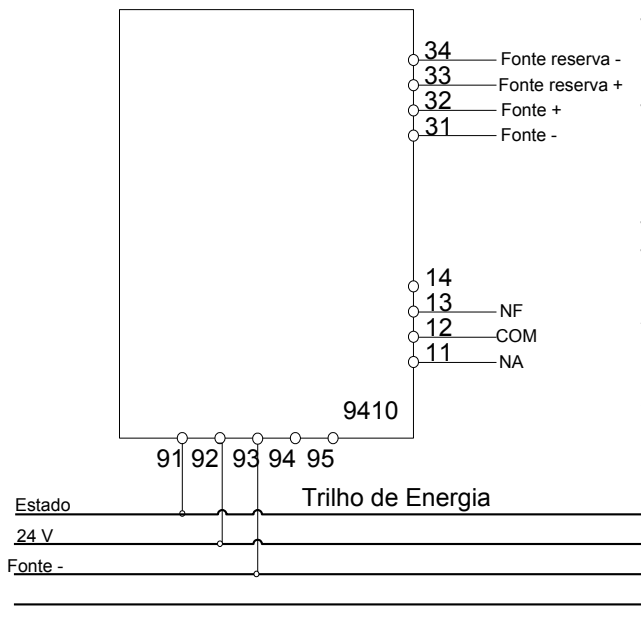 34 Fonte reserva -
33 Fonte reserva +
32 Fonte +
31 Fonte -
14
13 NF
12 COM
11 NA
9410
91 92 93 94 95
Trilho de Energia
Estado
24 V
Fonte -